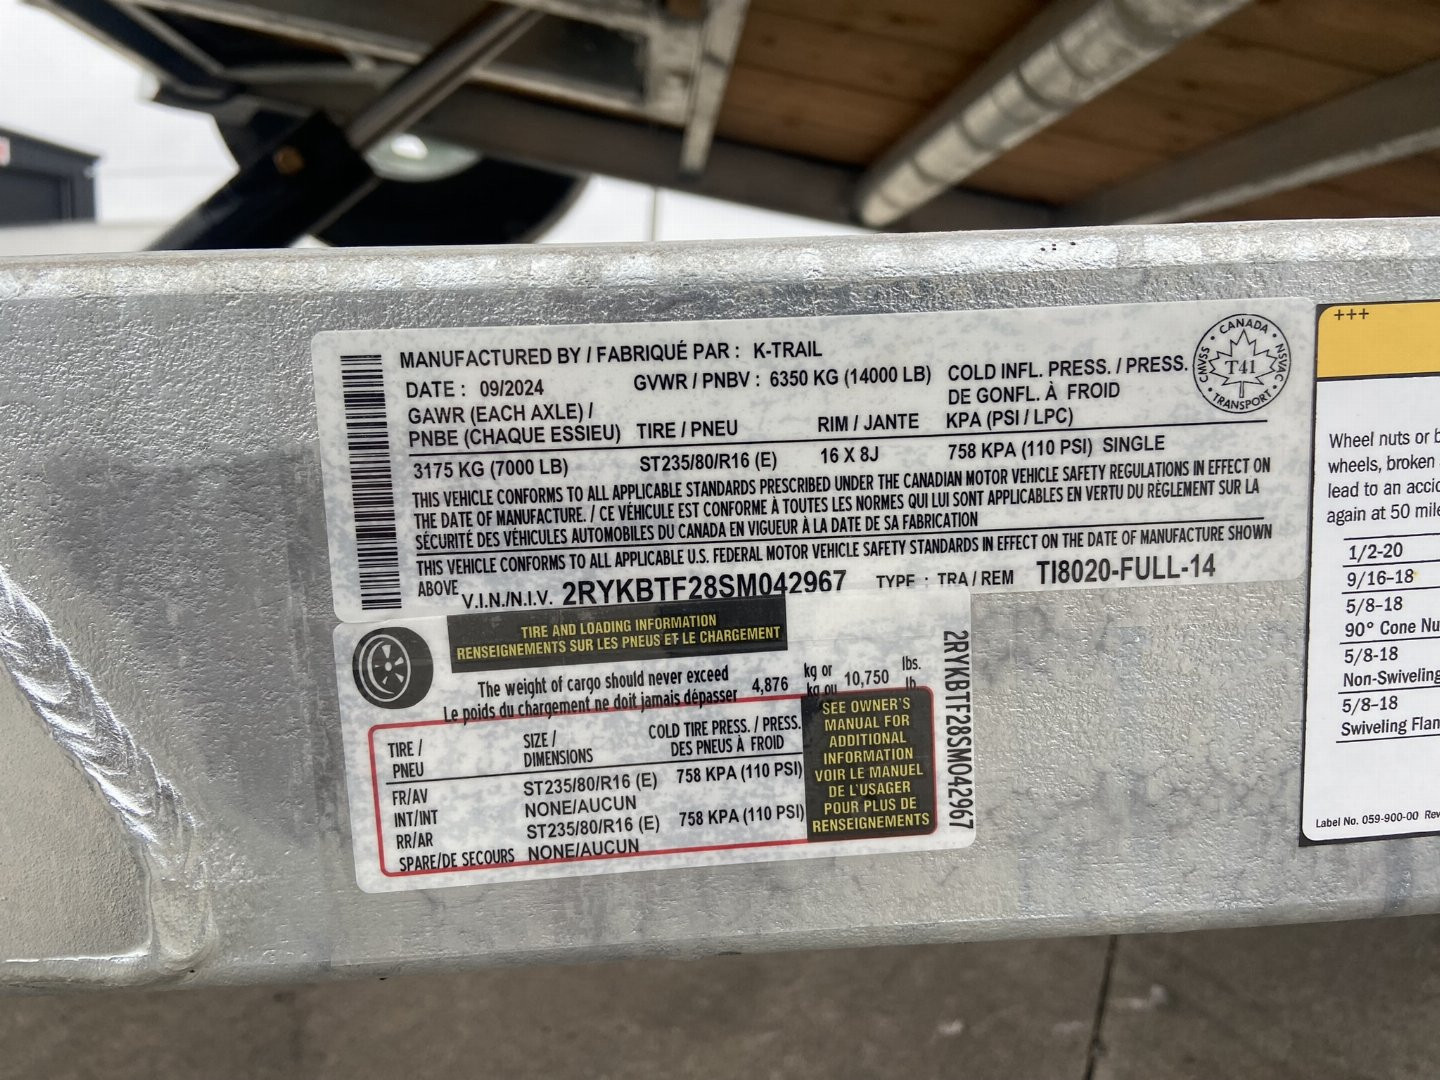 MANUFACTURED BY / FABRIQUÉ PAR : K-TRAIL
DATE : 09/2024
GVWR / PNBV : 6350 KG (14000 LB)
COLD INFL. PRESS. / PRESS.
DE GONFL. À FROID
KPA (PSI / LPC)
GAWR (EACH AXLE) /
PNBE (CHAQUE ESSIEU)
TIRE / PNEU
RIM / JANTE
3175 KG (7000 LB)
ST235/80/R16 (E)
16 X 8J
758 KPA (110 PSI) SINGLE
THIS VEHICLE CONFORMS TO ALL APPLICABLE STANDARDS PRESCRIBED UNDER THE CANADIAN MOTOR VEHICLE SAFETY REGULATIONS IN EFFECT ON
THE DATE OF MANUFACTURE. / CE VÉHICULE EST CONFORME À TOUTES LES NORMES QUI LUI SONT APPLICABLES EN VERTU DU RÈGLEMENT SUR LA
SÉCURITÉ DES VÉHICULES AUTOMOBILES DU CANADA EN VIGUEUR À LA DATE DE SA FABRICATION
THIS VEHICLE CONFORMS TO ALL APPLICABLE U.S. FEDERAL MOTOR VEHICLE SAFETY STANDARDS IN EFFECT ON THE DATE OF MANUFACTURE SHOWN
ABOVE
V.I.N./N.I.V. 2RYKBTF28SM042967
TYPE : TRA / REM
TI8020-FULL-14
CANADA
CMVSS
T41
NSVAC
TRANSPORT
TIRE AND LOADING INFORMATION
RENSEIGNEMENTS SUR LES PNEUS ET LE CHARGEMENT
The weight of cargo should never exceed
Le poids du chargement ne doit jamais dépasser
4,876
kg or
kg ou
10,750
lbs.
lb
TIRE /
PNEU
SIZE /
DIMENSIONS
COLD TIRE PRESS. / PRESS.
DES PNEUS À FROID
FR/AV
ST235/80/R16 (E)
758 KPA (110 PSI)
INT/INT
NONE/AUCUN
RR/AR
ST235/80/R16 (E)
758 KPA (110 PSI)
SPARE/DE SECOURS
NONE/AUCUN
SEE OWNER'S
MANUAL FOR
ADDITIONAL
INFORMATION
VOIR LE MANUEL
DE L'USAGER
POUR PLUS DE
RENSEIGNEMENTS
2RYKBTF28SM042967
+++
Wheel nuts or
wheels, broken
lead to an
again at 50
1/2-20
9/16-18
5/8-18
90° Cone
5/8-18
5/8-18
Swiveling
Label No. 059-900-00